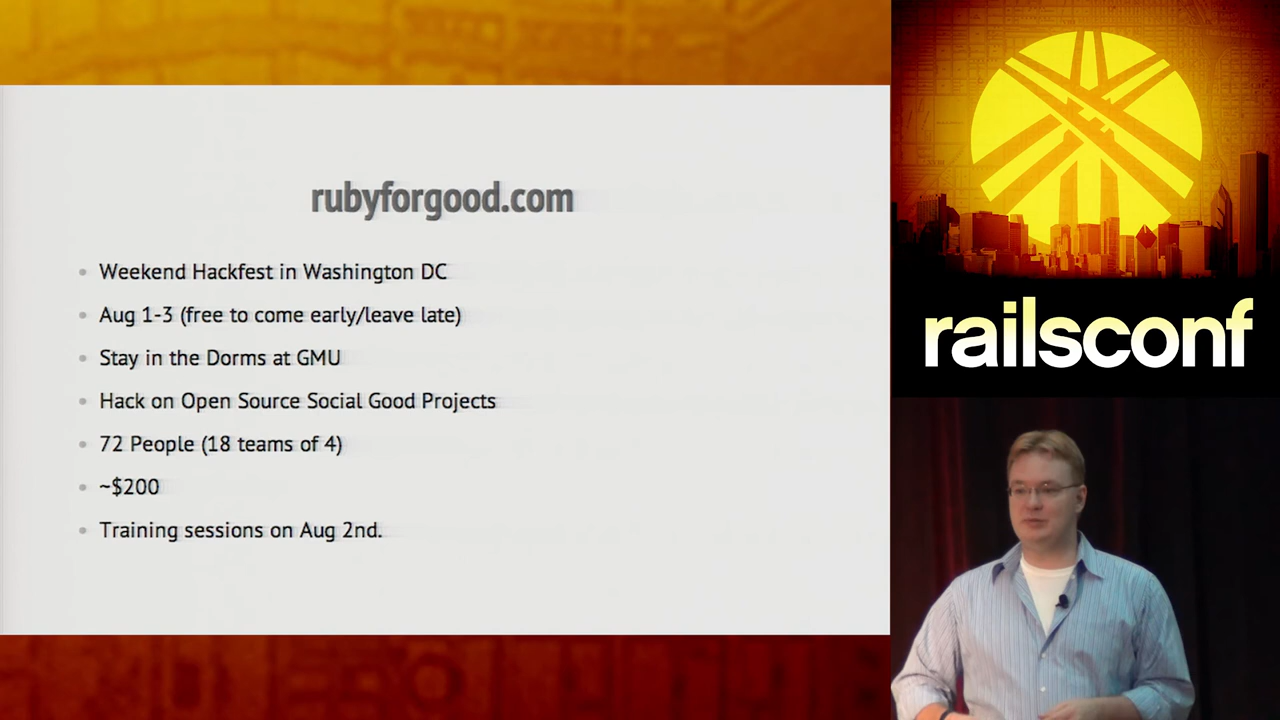 rubyforgood.com
Weekend Hackfest in Washington DC
Aug 1-3 (free to come early/leave late)
Stay in the Dorms at GMU
Hack on Open Source Social Good Projects
72 People (18 teams of 4)
~$200
Training sessions on Aug 2nd.
railsconf